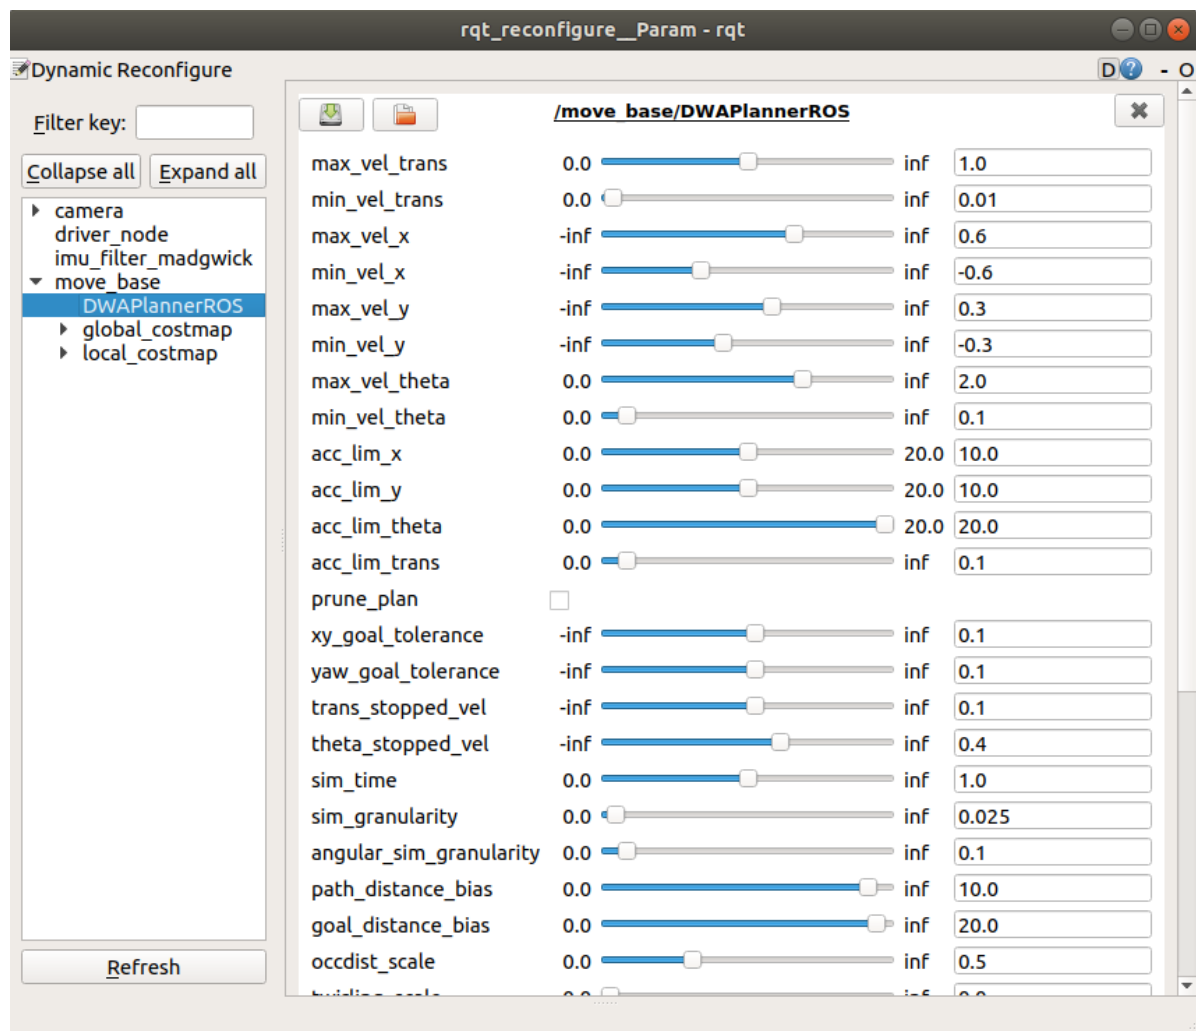 rqt_reconfigure__Param - rqt
Dynamic Reconfigure
D ? - O
Filter key:
Collapse all Expand all
camera
driver_node
imu_filter_madgwick
move_base
DWAPlannerROS
global_costmap
local_costmap
Refresh
/move_base/DWAPlannerROS
max_vel_trans 0.0 inf 1.0
min_vel_trans 0.0 inf 0.01
max_vel_x -inf inf 0.6
min_vel_x -inf inf -0.6
max_vel_y -inf inf 0.3
min_vel_y -inf inf -0.3
max_vel_theta 0.0 inf 2.0
min_vel_theta 0.0 inf 0.1
acc_lim_x 0.0 20.0 10.0
acc_lim_y 0.0 20.0 10.0
acc_lim_theta 0.0 20.0 20.0
acc_lim_trans 0.0 inf 0.1
prune_plan
xy_goal_tolerance -inf inf 0.1
yaw_goal_tolerance -inf inf 0.1
trans_stopped_vel -inf inf 0.1
theta_stopped_vel -inf inf 0.4
sim_time 0.0 inf 1.0
sim_granularity 0.0 inf 0.025
angular_sim_granularity 0.0 inf 0.1
path_distance_bias 0.0 inf 10.0
goal_distance_bias 0.0 inf 20.0
occdist_scale 0.0 inf 0.5